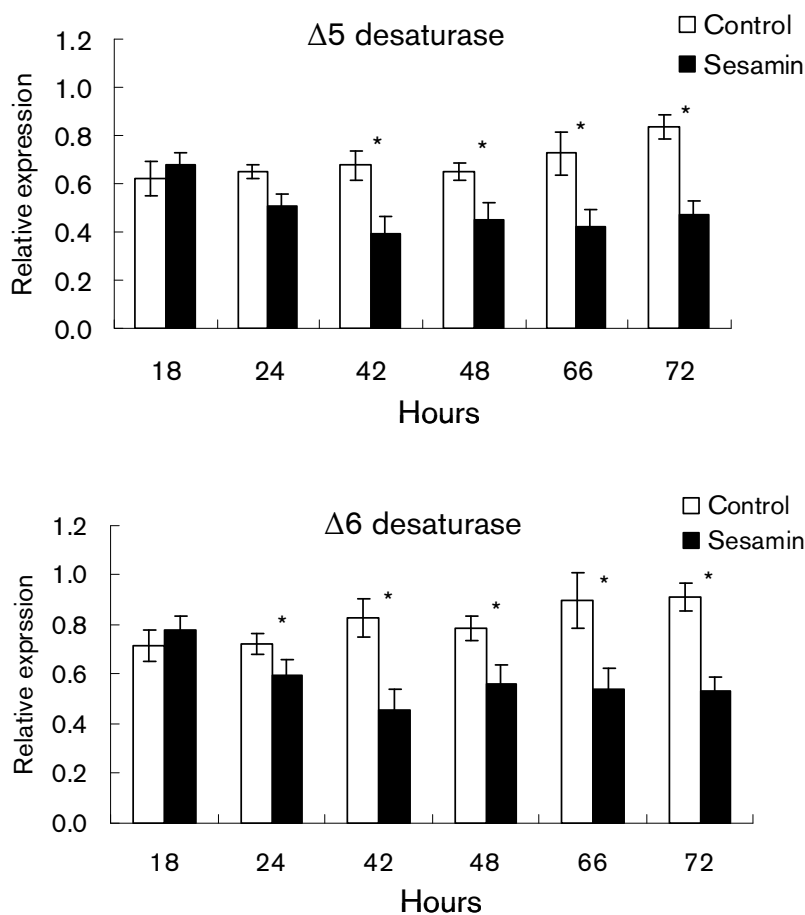 Δ5 desaturase
Control
Sesamin
Relative expression
1.2
1.0
0.8
0.6
0.4
0.2
0.0
*
*
*
*
18 24 42 48 66 72
Hours
Δ6 desaturase
Control
Sesamin
Relative exprssion
1.2
1.0
0.8
0.6
0.4
0.2
0.0
*
*
*
*
*
18 24 42 48 66 72
Hours